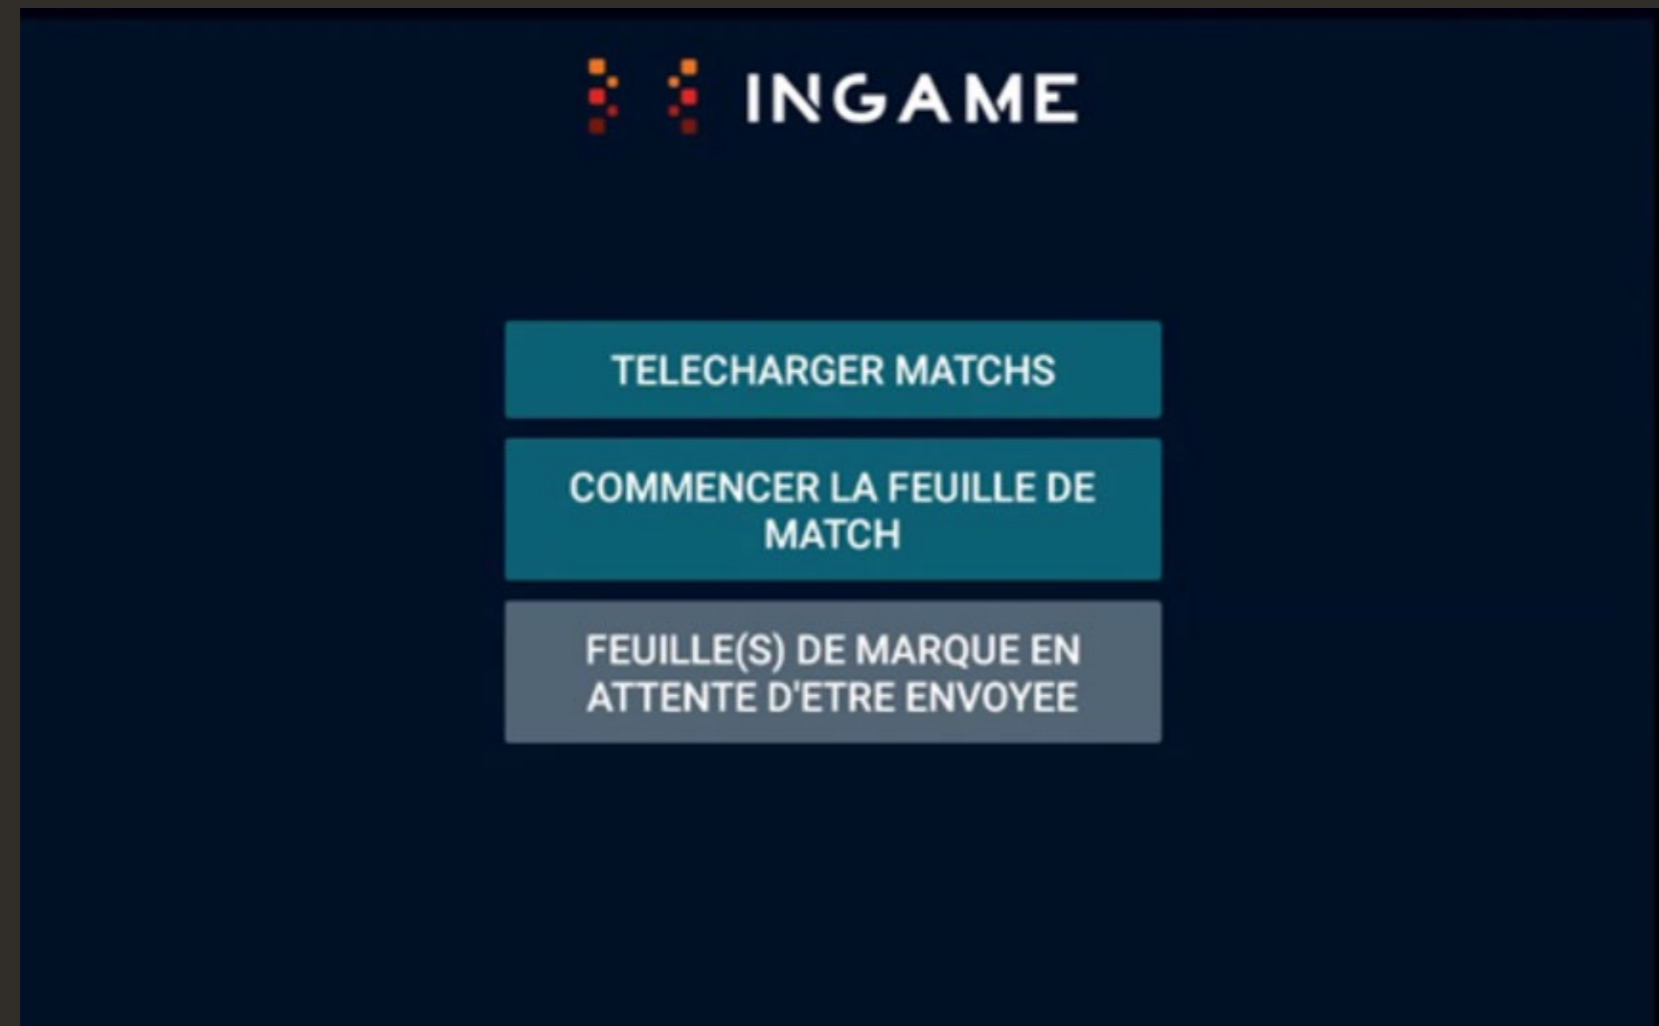 INGAME
TELECHARGER MATCHS
COMMENCER LA FEUILLE DE
MATCH
FEUILLE(S) DE MARQUE EN
ATTENTE D'ETRE ENVOYEE